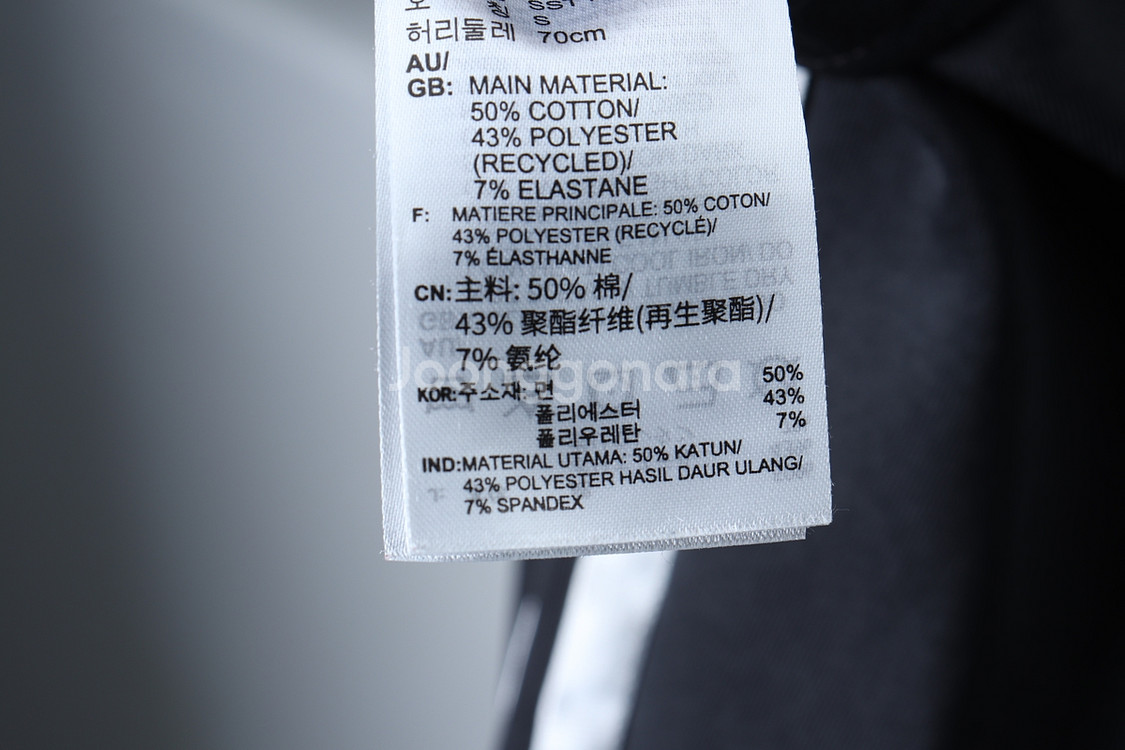 S
허리둘레 70cm
AU/
GB: MAIN MATERIAL:
50% COTTON/
43% POLYESTER
(RECYCLED)/
7% ELASTANE
F: MATIERE PRINCIPALE: 50% COTON/
43% POLYESTER (RECYCLÉ)/
7% ÉLASTHANNE
CN: 主料: 50% 棉/
43% 聚酯纤维(再生聚酯)/
7% 氨纶
Joonggonara
KOR: 주소재: 면 50%
폴리에스터 43%
폴리우레탄 7%
IND: MATERIAL UTAMA: 50% KATUN/
43% POLYESTER HASIL DAUR ULANG/
7% SPANDEX